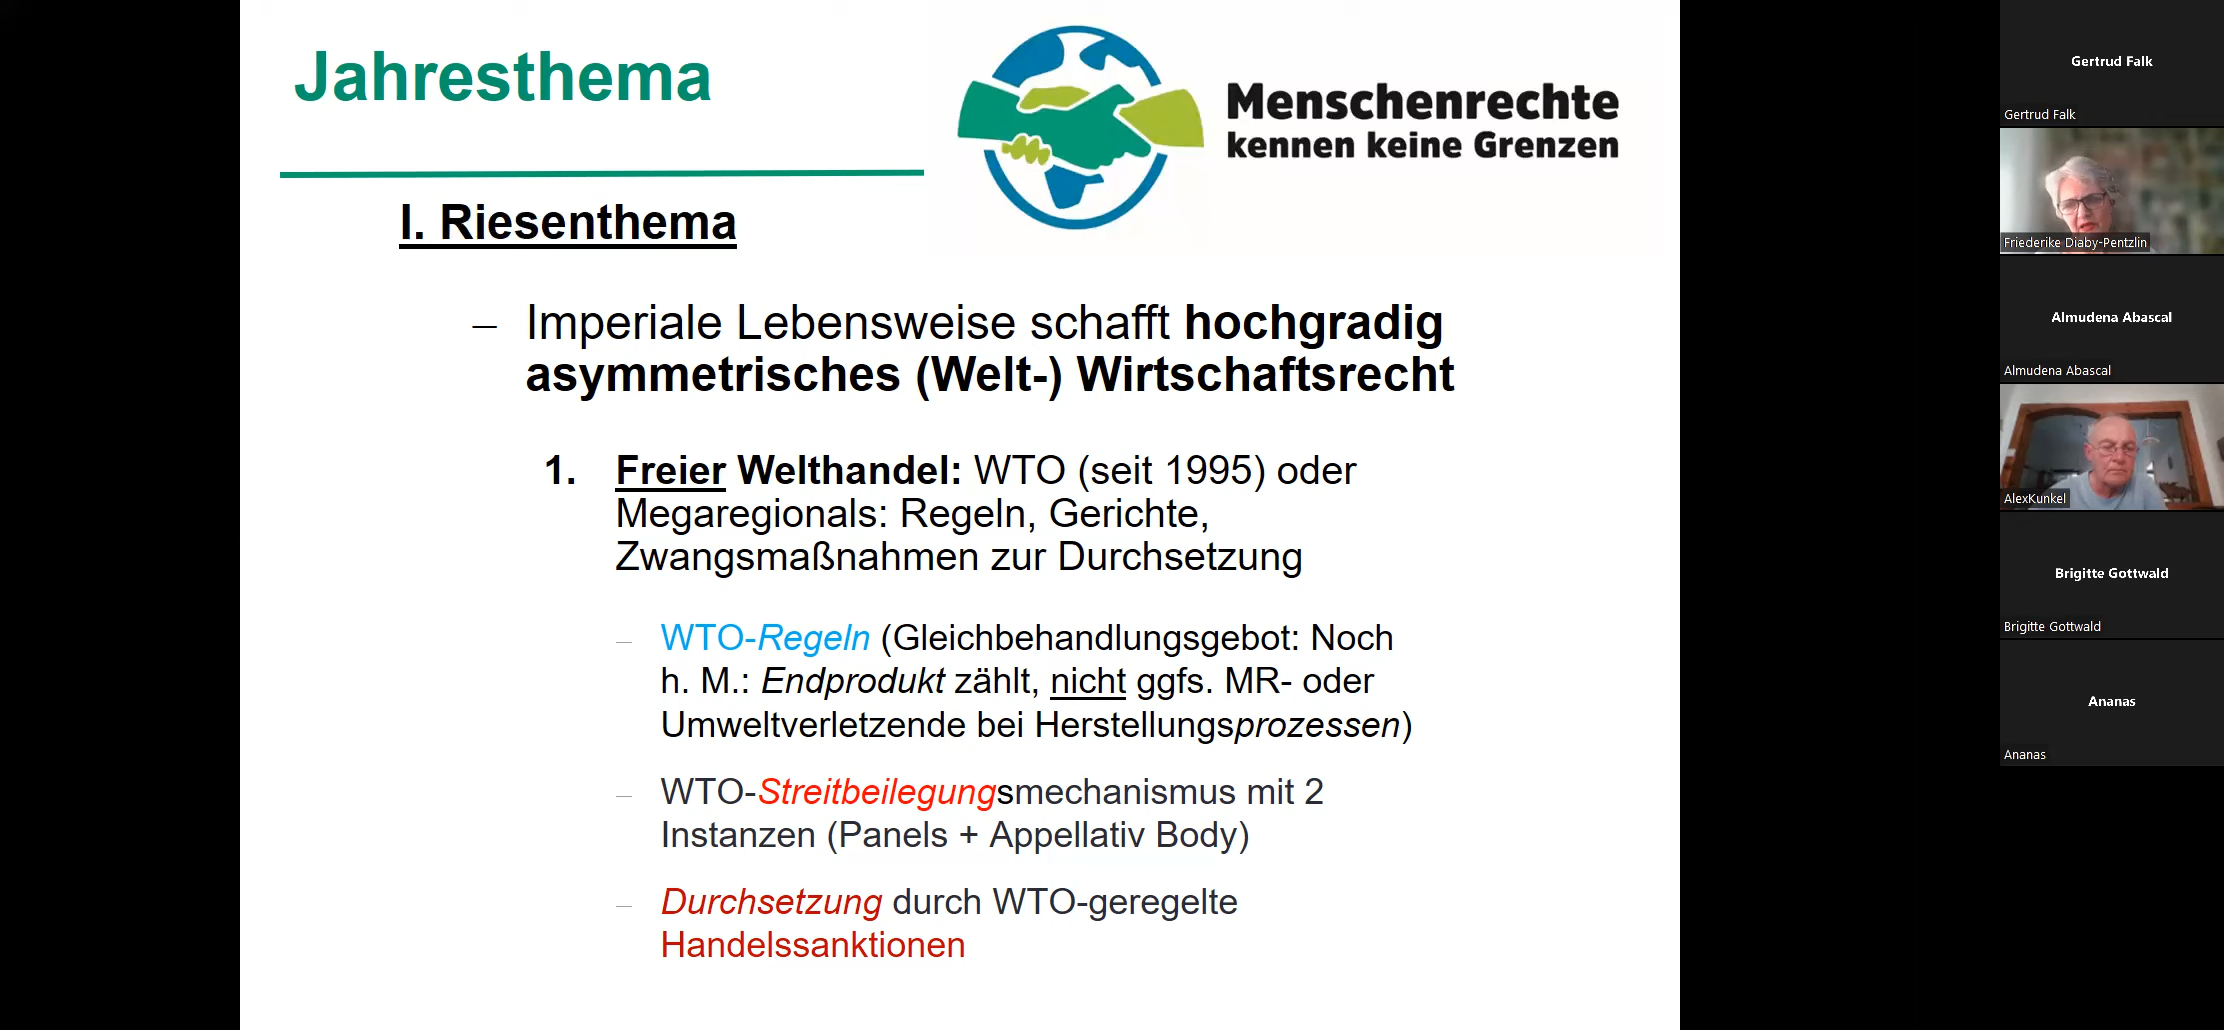 Jahresthema
Menschenrechte
kennen keine Grenzen
I. Riesenthema
– Imperiale Lebensweise schafft hochgradig
asymmetrisches (Welt-) Wirtschaftsrecht
1. Freier Welthandel: WTO (seit 1995) oder
Megaregionals: Regeln, Gerichte,
Zwangsmaßnahmen zur Durchsetzung
– WTO-Regeln (Gleichbehandlungsgebot: Noch
h. M.: Endprodukt zählt, nicht ggfs. MR- oder
Umweltverletzende bei Herstellungsprozessen)
– WTO-Streitbeilegungsmechanismus mit 2
Instanzen (Panels + Appellativ Body)
– Durchsetzung durch WTO-geregelte
Handelssanktionen
Gertrud Falk
Gertrud Falk
Friederike Diaby-Pentzlin
Almudena Abascal
Almudena Abascal
AlexKunkel
Brigitte Gottwald
Brigitte Gottwald
Ananas
Ananas